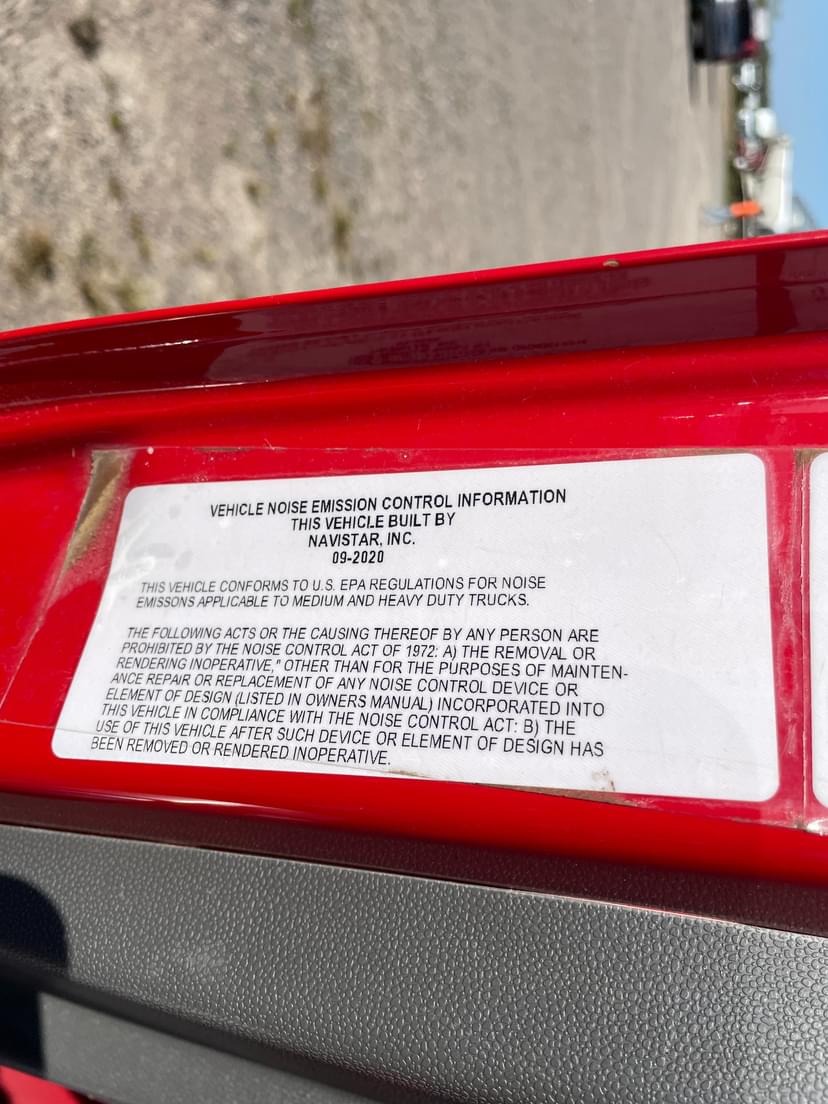 VEHICLE NOISE EMISSION CONTROL INFORMATION
THIS VEHICLE BUILT BY
NAVISTAR, INC.
09-2020
THIS VEHICLE CONFORMS TO U.S. EPA REGULATIONS FOR NOISE
EMISSONS APPLICABLE TO MEDIUM AND HEAVY DUTY TRUCKS.
THE FOLLOWING ACTS OR THE CAUSING THEREOF BY ANY PERSON ARE
PROHIBITED BY THE NOISE CONTROL ACT OF 1972: A) THE REMOVAL OR
RENDERING INOPERATIVE," OTHER THAN FOR THE PURPOSES OF MAINTEN-
ANCE REPAIR OR REPLACEMENT OF ANY NOISE CONTROL DEVICE OR
ELEMENT OF DESIGN (LISTED IN OWNERS MANUAL) INCORPORATED INTO
THIS VEHICLE IN COMPLIANCE WITH THE NOISE CONTROL ACT: B) THE
USE OF THIS VEHICLE AFTER SUCH DEVICE OR ELEMENT OF DESIGN HAS
BEEN REMOVED OR RENDERED INOPERATIVE.